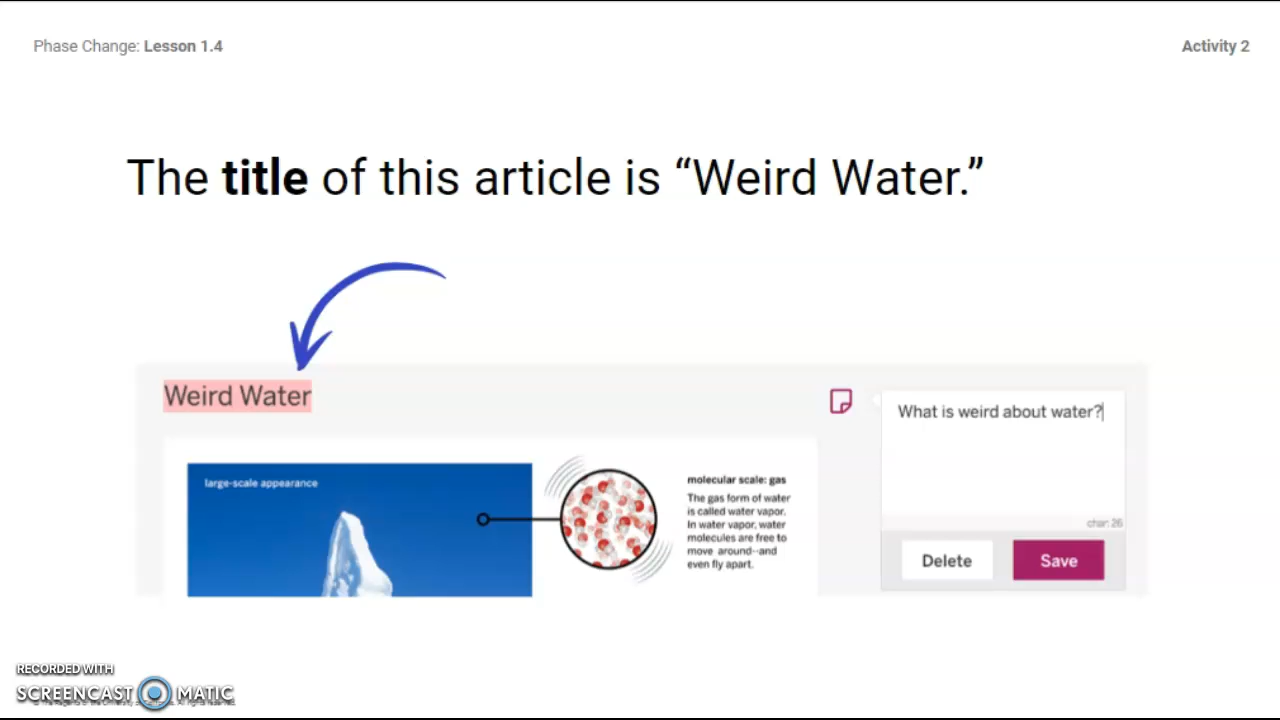 Phase Change: Lesson 1.4
Activity 2
The title of this article is “Weird Water.”
Weird Water
What is weird about water?
large-scale appearance
molecular scale: gas
The gas form of water
is called water vapor.
In water vapor, water
molecules are free to
move around--and
even fly apart.
char: 26
Delete
Save
RECORDED WITH
SCREENCAST MATIC
All rights reserved.